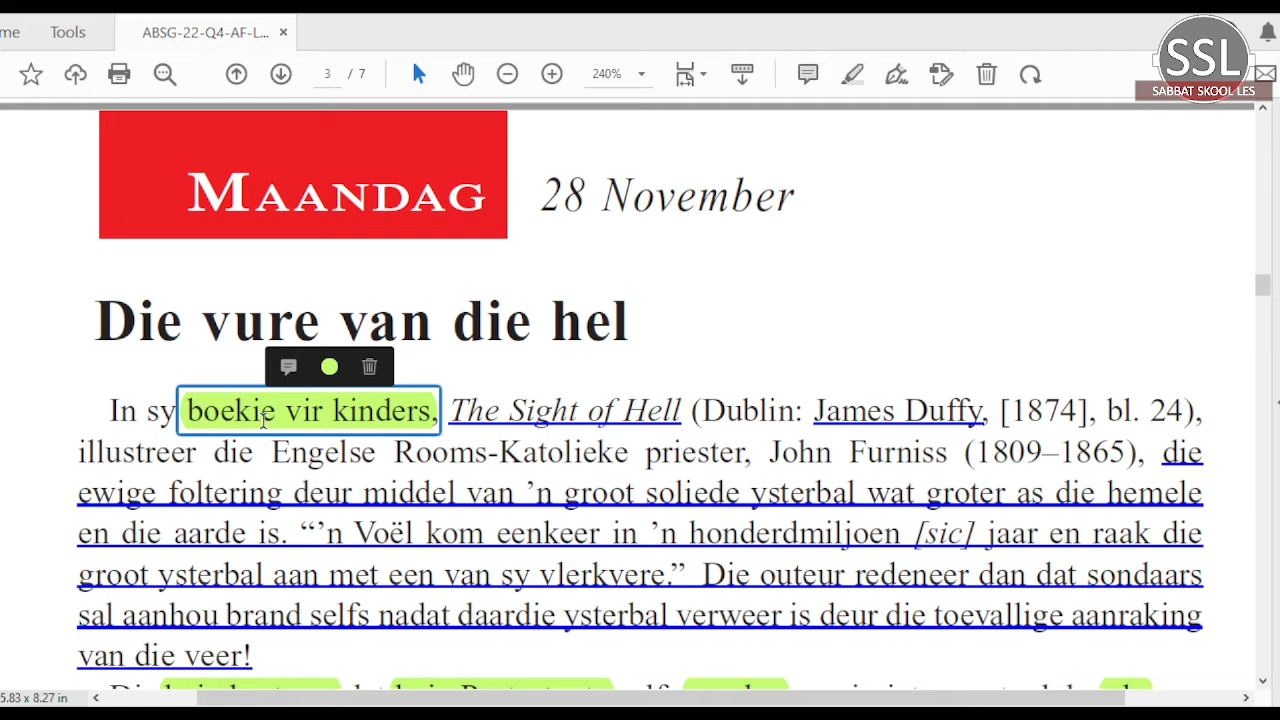 me
Tools
ABSG-22-Q4-AF-L...
3 / 7
240%
SSL
SABBAT SKOOL LES
MAANDAG
28 November
Die vure van die hel
In sy boekie vir kinders, The Sight of Hell (Dublin: James Duffy, [1874], bl. 24),
illustreer die Engelse Rooms-Katolieke priester, John Furniss (1809–1865), die
ewige foltering deur middel van ’n groot soliede ysterbal wat groter as die hemele
en die aarde is. “‘’n Voël kom eenkeer in ’n honderdmiljoen [sic] jaar en raak die
groot ysterbal aan met een van sy vlerkvere.” Die outeur redeneer dan dat sondaars
sal aanhou brand selfs nadat daardie ysterbal verweer is deur die toevallige aanraking
van die veer!
5.83 x 8.27 in